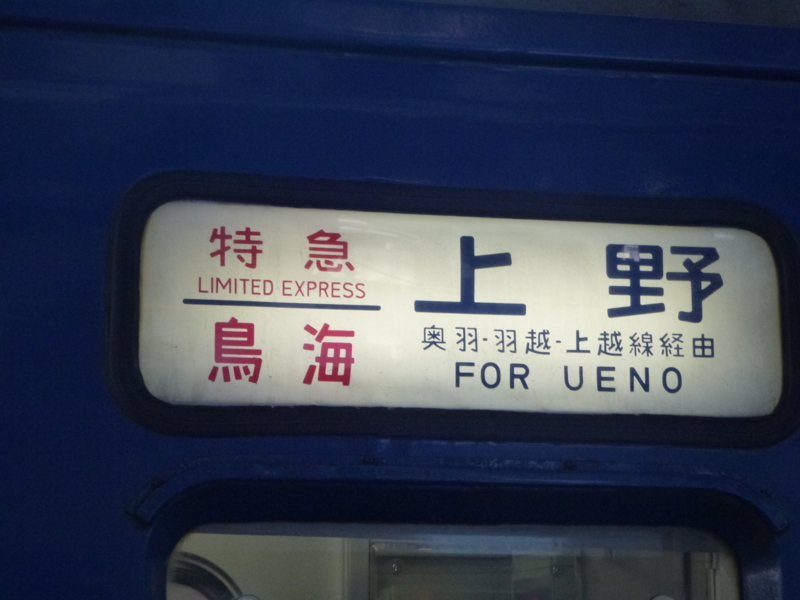 特急
LIMITED EXPRESS
鳥海
上野
奥羽-羽越-上越線経由
FOR UENO